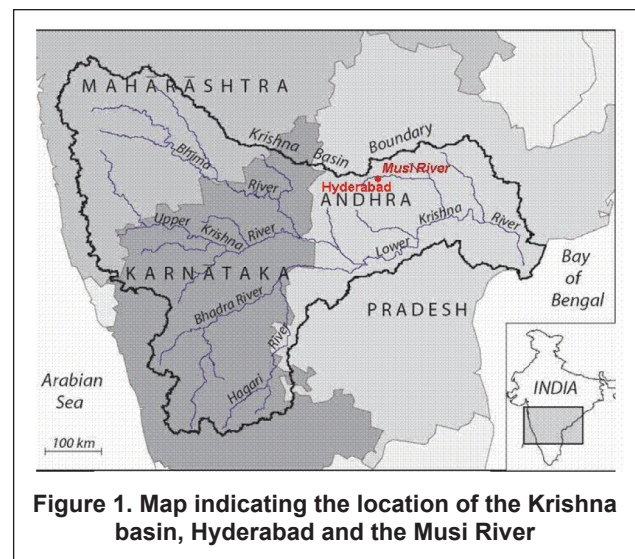 MAHĀRĀSHTRA
Krishna Basin Boundary
Bhima River
Musi River
Hyderabad
ANDHRA
Upper Krishna River
Lower Krishna River
KARNĀTAKA
Bay of Bengal
Bhadra River
PRADESH
Hagari River
Arabian Sea
INDIA
100 km
Figure 1. Map indicating the location of the Krishna
basin, Hyderabad and the Musi River